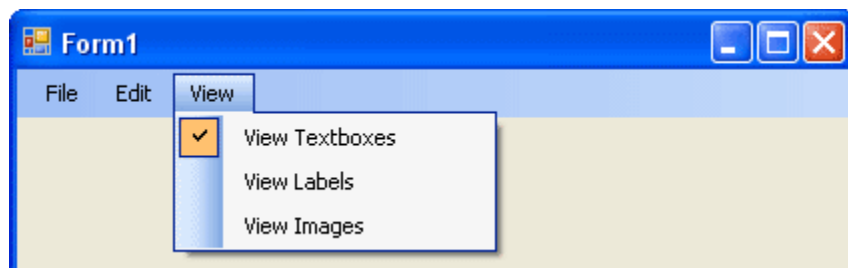 Form1
File Edit View
View Textboxes
View Labels
View Images